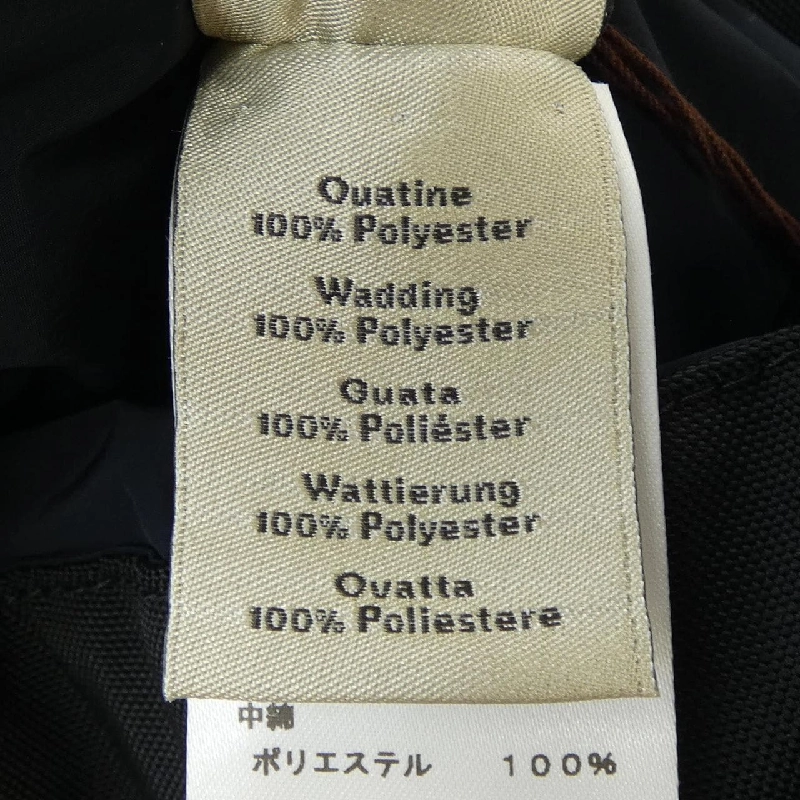 Ouatine
100% Polyester
Wadding
100% Polyester
Guata
100% Poliéster
Wattierung
100% Polyester
Ovatta
100% Poliestere
中綿
ポリエステル 100%